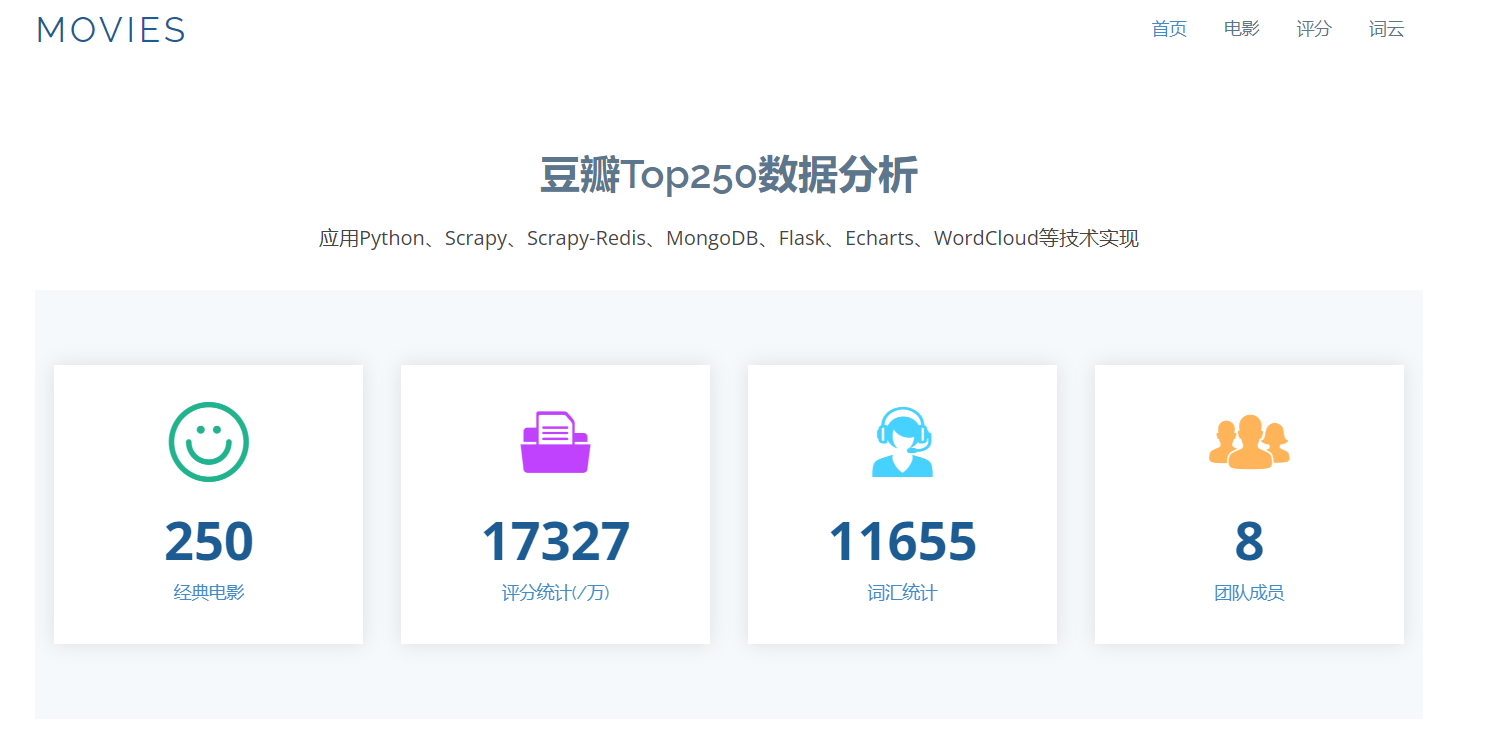 MOVIES
首页 电影 评分 词云
豆瓣Top250数据分析
应用Python、Scrapy、Scrapy-Redis、MongoDB、Flask、Echarts、WordCloud等技术实现
250 17327 11655 8
经典电影 评分统计(/万) 词汇统计 团队成员